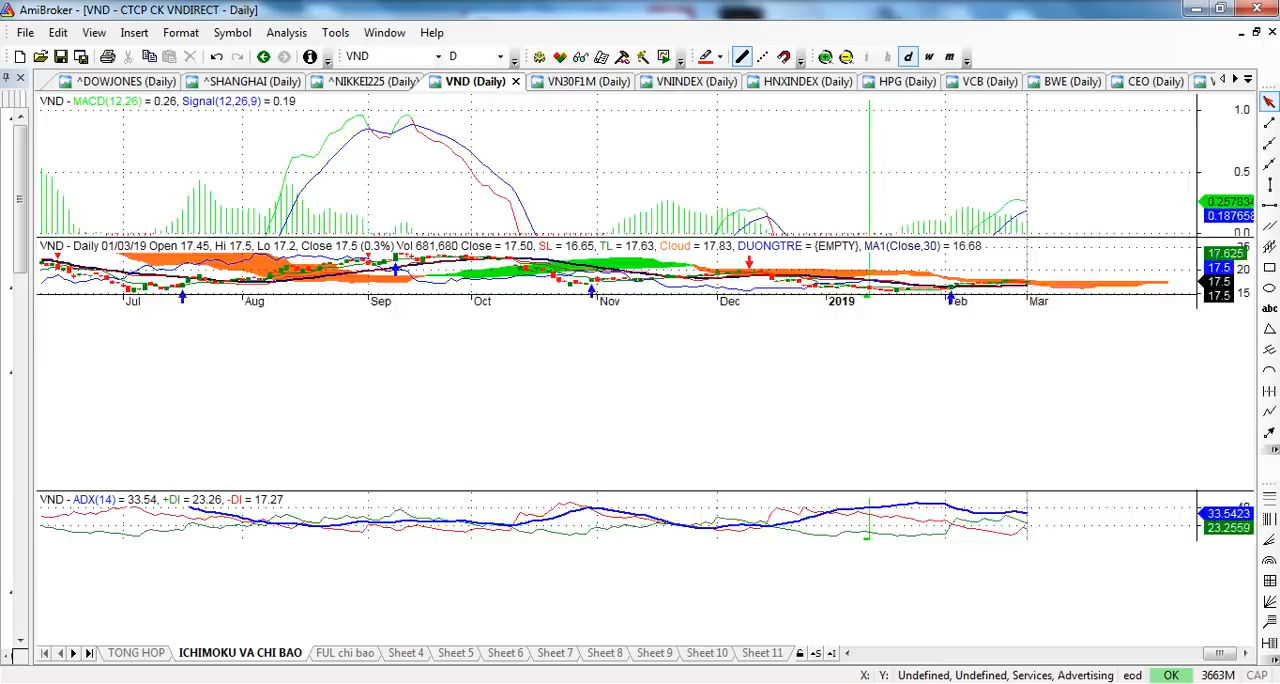 AmiBroker - [VND - CTCP CK VNDIRECT - Daily]
File Edit View Insert Format Symbol Analysis Tools Window Help
VND D i h d w m
^DOWJONES (Daily) ^SHANGHAI (Daily) ^NIKKEI225 (Daily) VND (Daily) VN30F1M (Daily) VNINDEX (Daily) HNXINDEX (Daily) HPG (Daily) VCB (Daily) BWE (Daily) CEO (Daily)
VND - MACD(12,26) = 0.26, Signal(12,26,9) = 0.19
1.0
0.5
0.257834
0.187658
0.0
VND - Daily 01/03/19 Open 17.45, Hi 17.5, Lo 17.2, Close 17.5 (0.3%) Vol 681,680 Close = 17.50, SL = 16.65, TL = 17.63, Cloud = 17.83, DUONGTRE = {EMPTY}, MA1(Close,30) = 16.68
17.625
17.5 20
17.5
17.5 15
Jul Aug Sep Oct Nov Dec 2019 Feb Mar
abc
VND - ADX(14) = 33.54, +DI = 23.26, -DI = 17.27
33.5423
23.2559
TONG HOP ICHIMOKU VA CHI BAO FUL chi bao Sheet 4 Sheet 5 Sheet 6 Sheet 7 Sheet 8 Sheet 9 Sheet 10 Sheet 11
X: Y: Undefined, Undefined, Services, Advertising eod OK 3663M CAP